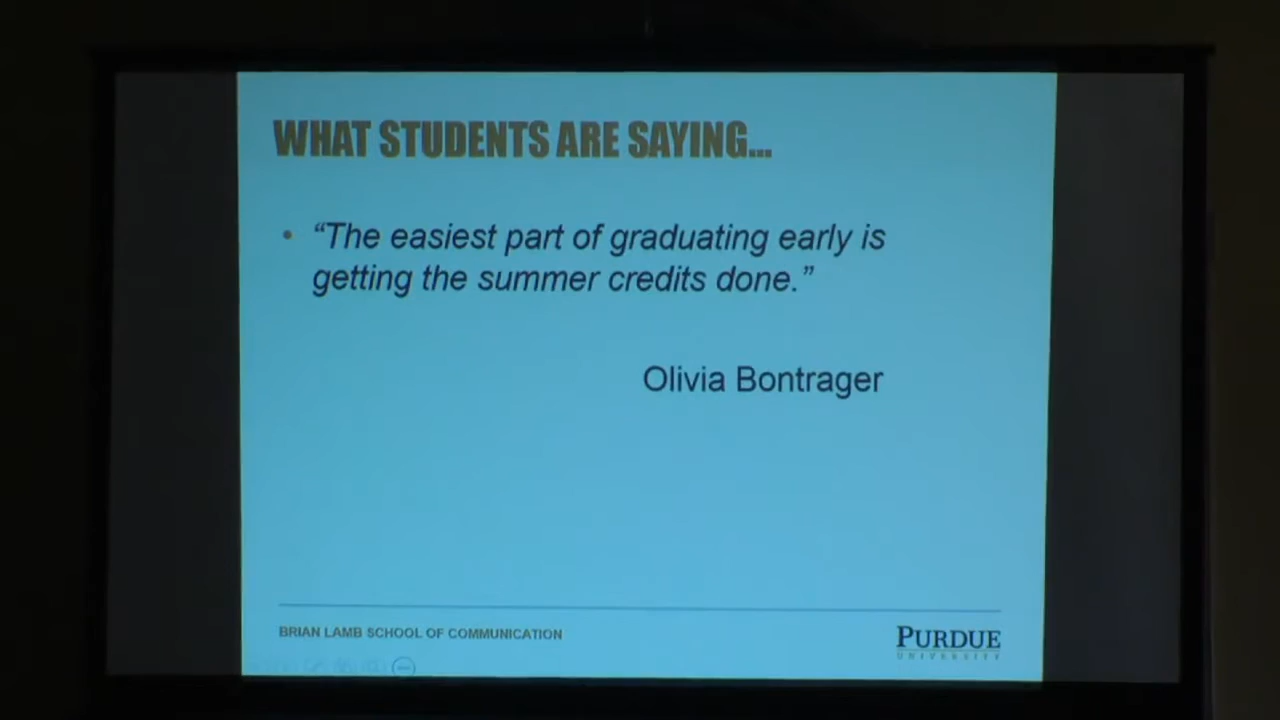 WHAT STUDENTS ARE SAYING...
• “The easiest part of graduating early is
getting the summer credits done.”
Olivia Bontrager
BRIAN LAMB SCHOOL OF COMMUNICATION
PURDUE
UNIVERSITY